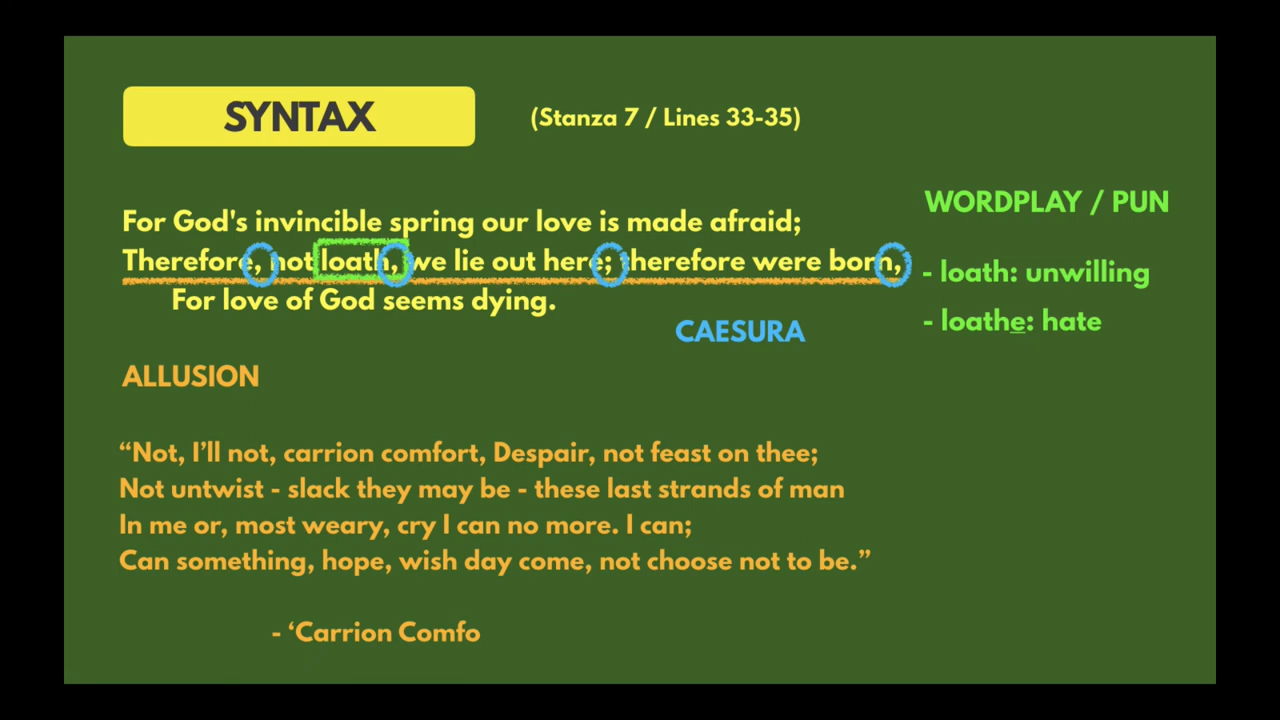 SYNTAX
(Stanza 7 / Lines 33-35)
For God's invincible spring our love is made afraid;
Therefore, not loath, we lie out here; therefore were born,
For love of God seems dying.
WORDPLAY / PUN
- loath: unwilling
- loathe: hate
CAESURA
ALLUSION
“Not, I’ll not, carrion comfort, Despair, not feast on thee;
Not untwist - slack they may be - these last strands of man
In me or, most weary, cry I can no more. I can;
Can something, hope, wish day come, not choose not to be.”
- ‘Carrion Comfo